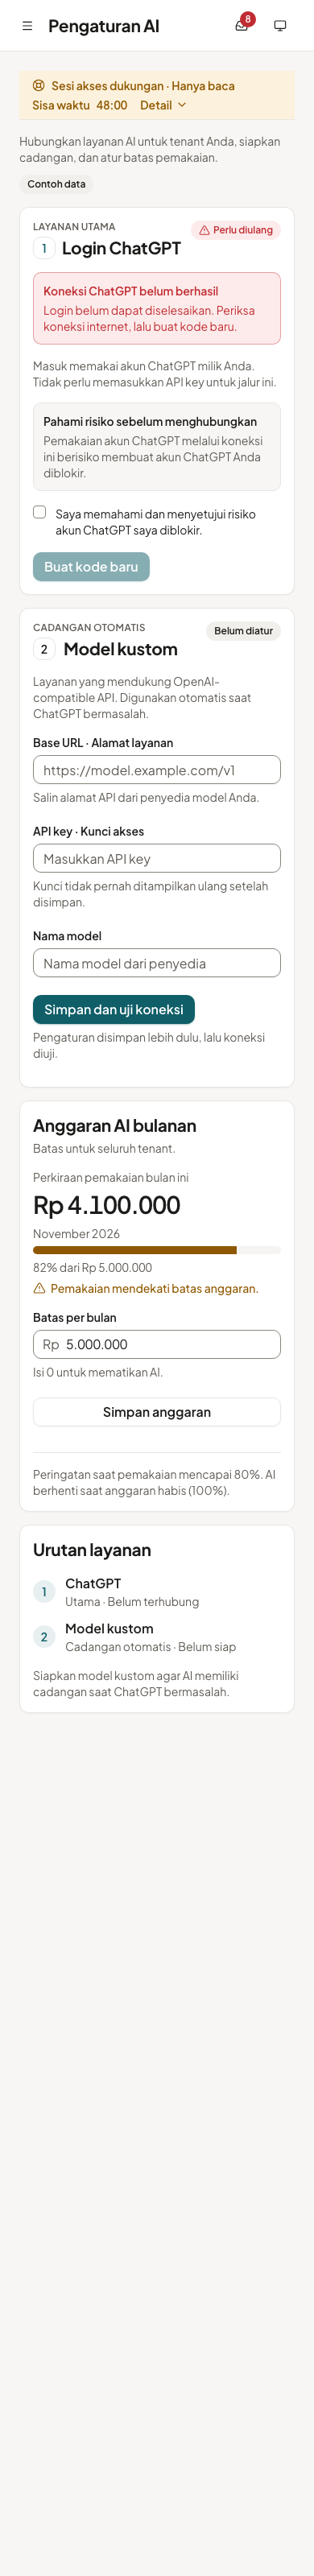 Pengaturan AI
8
Sesi akses dukungan · Hanya baca
Sisa waktu 48:00 Detail
Hubungkan layanan AI untuk tenant Anda, siapkan
cadangan, dan atur batas pemakaian.
Contoh data
LAYANAN UTAMA
Perlu diulang
1 Login ChatGPT
Koneksi ChatGPT belum berhasil
Login belum dapat diselesaikan. Periksa
koneksi internet, lalu buat kode baru.
Masuk memakai akun ChatGPT milik Anda.
Tidak perlu memasukkan API key untuk jalur ini.
Pahami risiko sebelum menghubungkan
Pemakaian akun ChatGPT melalui koneksi
ini berisiko membuat akun ChatGPT Anda
diblokir.
Saya memahami dan menyetujui risiko
akun ChatGPT saya diblokir.
Buat kode baru
CADANGAN OTOMATIS
Belum diatur
2 Model kustom
Layanan yang mendukung OpenAI-
compatible API. Digunakan otomatis saat
ChatGPT bermasalah.
Base URL · Alamat layanan
https://model.example.com/v1
Salin alamat API dari penyedia model Anda.
API key · Kunci akses
Masukkan API key
Kunci tidak pernah ditampilkan ulang setelah
disimpan.
Nama model
Nama model dari penyedia
Simpan dan uji koneksi
Pengaturan disimpan lebih dulu, lalu koneksi
diuji.
Anggaran AI bulanan
Batas untuk seluruh tenant.
Perkiraan pemakaian bulan ini
Rp 4.100.000
November 2026
82% dari Rp 5.000.000
Pemakaian mendekati batas anggaran.
Batas per bulan
Rp 5.000.000
Isi 0 untuk mematikan AI.
Simpan anggaran
Peringatan saat pemakaian mencapai 80%. AI
berhenti saat anggaran habis (100%).
Urutan layanan
1 ChatGPT
Utama · Belum terhubung
2 Model kustom
Cadangan otomatis · Belum siap
Siapkan model kustom agar AI memiliki
cadangan saat ChatGPT bermasalah.